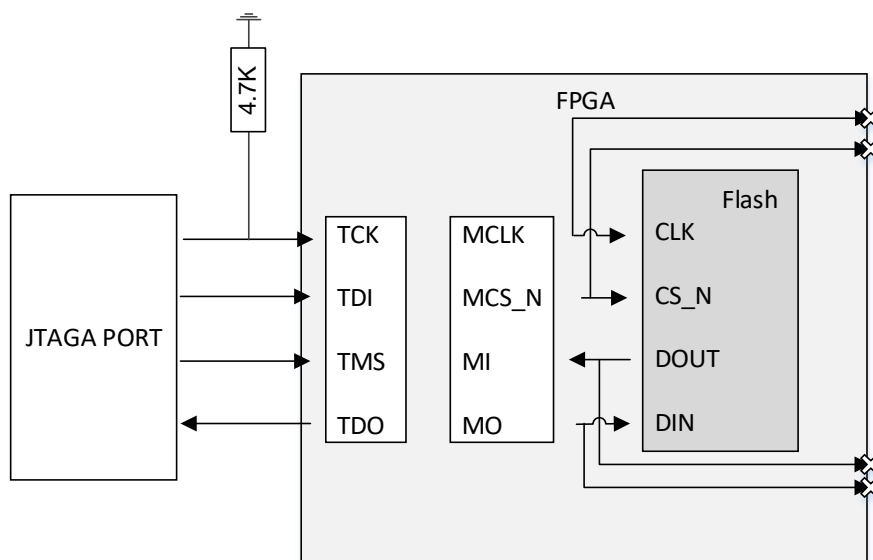 4.7K
FPGA
Flash
JTAGA PORT
TCK
TDI
TMS
TDO
MCLK
MCS_N
MI
MO
CLK
CS_N
DOUT
DIN